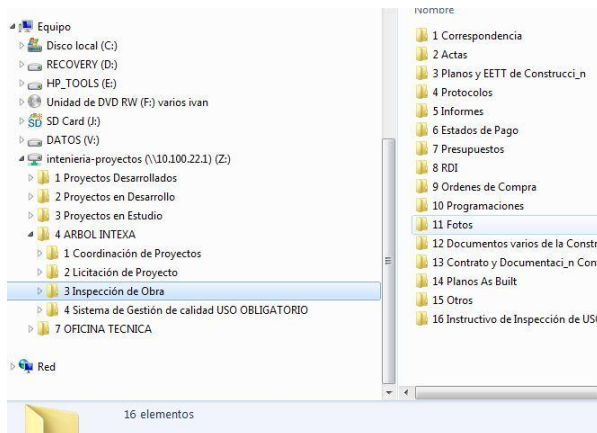 Equipo
Disco local (C:)
RECOVERY (D:)
HP_TOOLS (E:)
Unidad de DVD RW (F:) varios ivan
SD Card (J:)
DATOS (V:)
intenieria-proyectos (\\10.100.22.1) (Z:)
1 Proyectos Desarrollados
2 Proyectos en Desarrollo
3 Proyectos en Estudio
4 ARBOL INTEXA
1 Coordinación de Proyectos
2 Licitación de Proyecto
3 Inspección de Obra
4 Sistema de Gestión de calidad USO OBLIGATORIO
7 OFICINA TECNICA
Red
Nombre
1 Correspondencia
2 Actas
3 Planos y EETT de Construcci_n
4 Protocolos
5 Informes
6 Estados de Pago
7 Presupuestos
8 RDI
9 Ordenes de Compra
10 Programaciones
11 Fotos
12 Documentos varios de la Constr
13 Contrato y Documentaci_n Con
14 Planos As Built
15 Otros
16 Instructivo de Inspección de USO
16 elementos